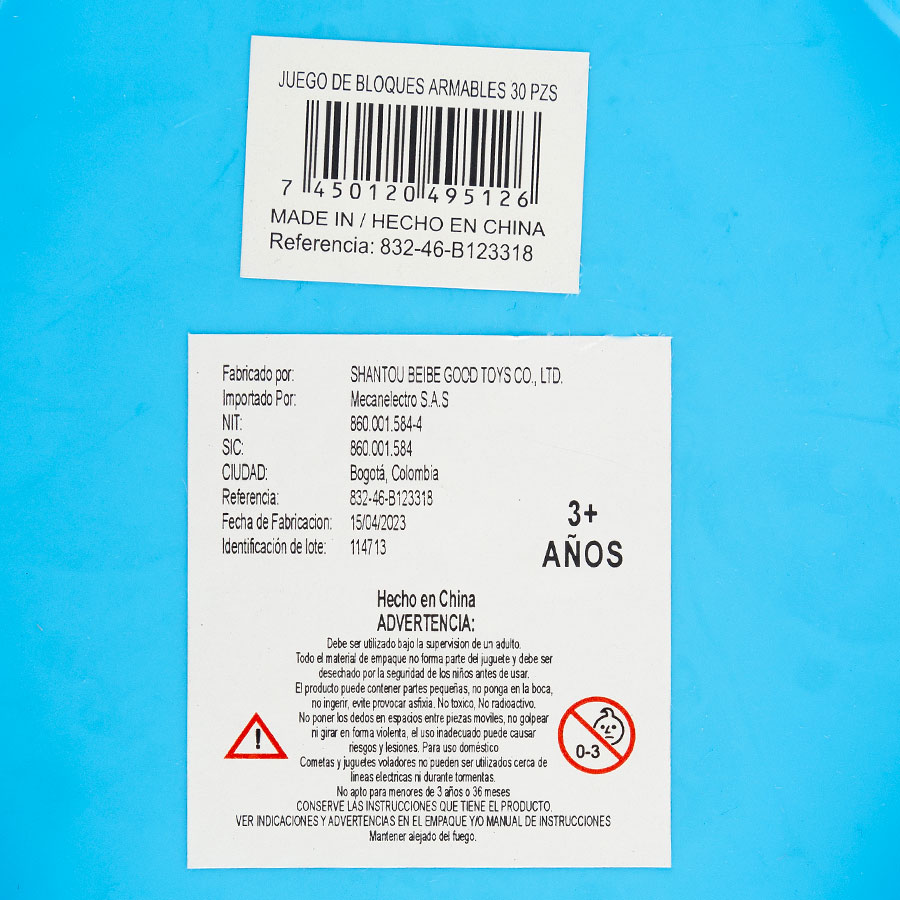 JUEGO DE BLOQUES ARMABLES 30 PZS
7 450120 495126
MADE IN / HECHO EN CHINA
Referencia: 832-46-B123318
Fabricado por: SHANTOU BEIBE GOOD TOYS CO., LTD.
Importado Por: Mecanelectro S.A.S
NIT: 860.001.584-4
SIC: 860.001.584
CIUDAD: Bogotá, Colombia
Referencia: 832-46-B123318
Fecha de Fabricacion: 15/04/2023
Identificación de lote: 114713
3+
AÑOS
Hecho en China
ADVERTENCIA:
Debe ser utilizado bajo la supervision de un adulto.
Todo el material de empaque no forma parte del juguete y debe ser
desechado por la seguridad de los niños antes de usar.
El producto puede contener partes pequeñas, no ponga en la boca,
no ingerir, evite provocar asfixia. No toxico, No radioactivo.
No poner los dedos en espacios entre piezas moviles, no golpear
ni girar en forma violenta, el uso inadecuado puede causar
riesgos y lesiones. Para uso doméstico
Cometas y juguetes voladores no pueden ser utilizados cerca de
lineas electricas ni durante tormentas.
No apto para menores de 3 años o 36 meses
CONSERVE LAS INSTRUCCIONES QUE TIENE EL PRODUCTO.
VER INDICACIONES Y ADVERTENCIAS EN EL EMPAQUE Y/O MANUAL DE INSTRUCCIONES
Mantener alejado del fuego.
!
0-3